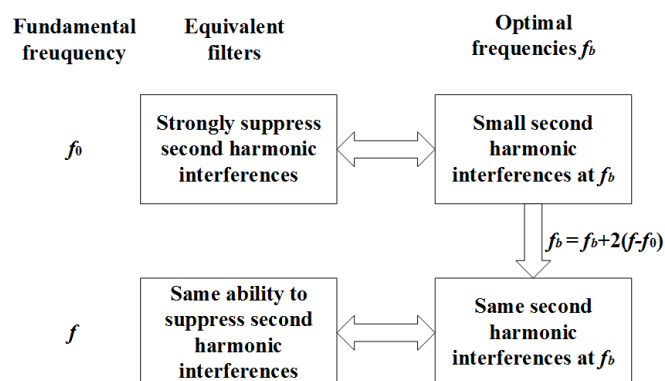 Fundamental
freuquency
Equivalent
filters
Optimal
frequencies fb
f0
Strongly suppress
second harmonic
interferences
Small second
harmonic
interferences at fb
fb = fb+2(f-f0)
f
Same ability to
suppress second
harmonic
interferences
Same second
harmonic
interferences at fb